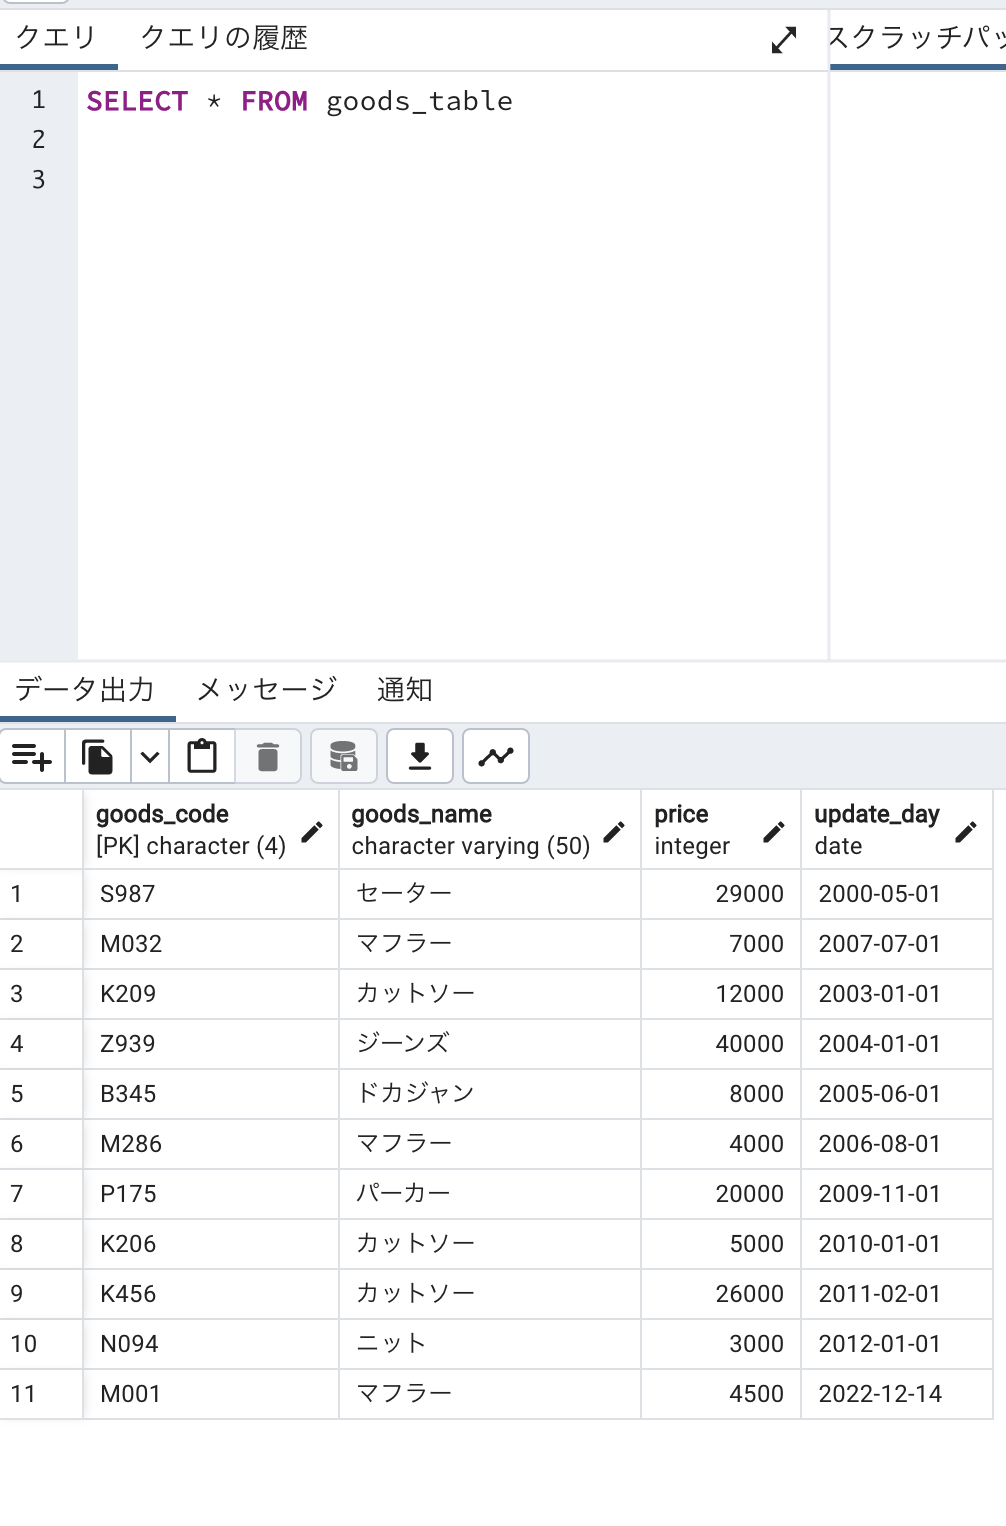 クエリ クエリの履歴 スクラッチパッ
1 SELECT * FROM goods_table
2
3
データ出力 メッセージ 通知
goods_code goods_name price update_day
[PK] character (4) character varying (50) integer date
1 S987 セーター 29000 2000-05-01
2 M032 マフラー 7000 2007-07-01
3 K209 カットソー 12000 2003-01-01
4 Z939 ジーンズ 40000 2004-01-01
5 B345 ドカジャン 8000 2005-06-01
6 M286 マフラー 4000 2006-08-01
7 P175 パーカー 20000 2009-11-01
8 K206 カットソー 5000 2010-01-01
9 K456 カットソー 26000 2011-02-01
10 N094 ニット 3000 2012-01-01
11 M001 マフラー 4500 2022-12-14